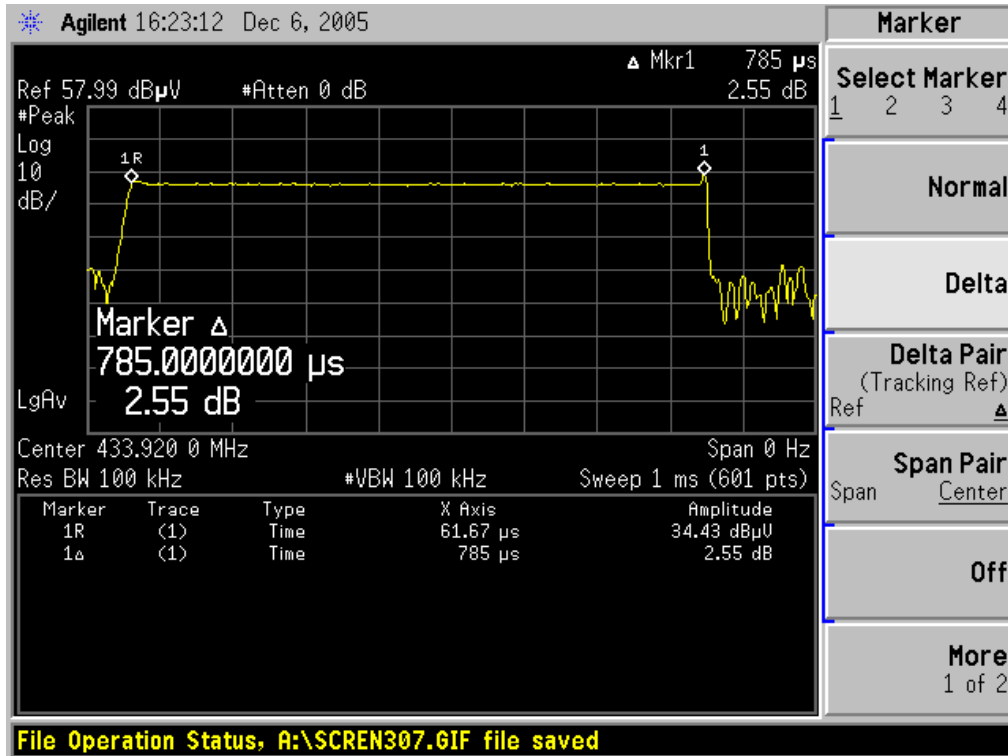 Agilent 16:23:12 Dec 6, 2005
Marker
Δ Mkr1 785 µs
Ref 57.99 dBµV #Atten 0 dB 2.55 dB
#Peak
Log
10
dB/
1R
1
Marker Δ
785.0000000 µs
2.55 dB
LgAv
Center 433.920 0 MHz Span 0 Hz
Res BW 100 kHz #VBW 100 kHz Sweep 1 ms (601 pts)
Marker Trace Type X Axis Amplitude
1R (1) Time 61.67 µs 34.43 dBµV
1Δ (1) Time 785 µs 2.55 dB
Select Marker
1 2 3 4
Normal
Delta
Delta Pair
(Tracking Ref)
Ref Δ
Span Pair
Span Center
Off
More
1 of 2
File Operation Status, A:\SCREN307.GIF file saved